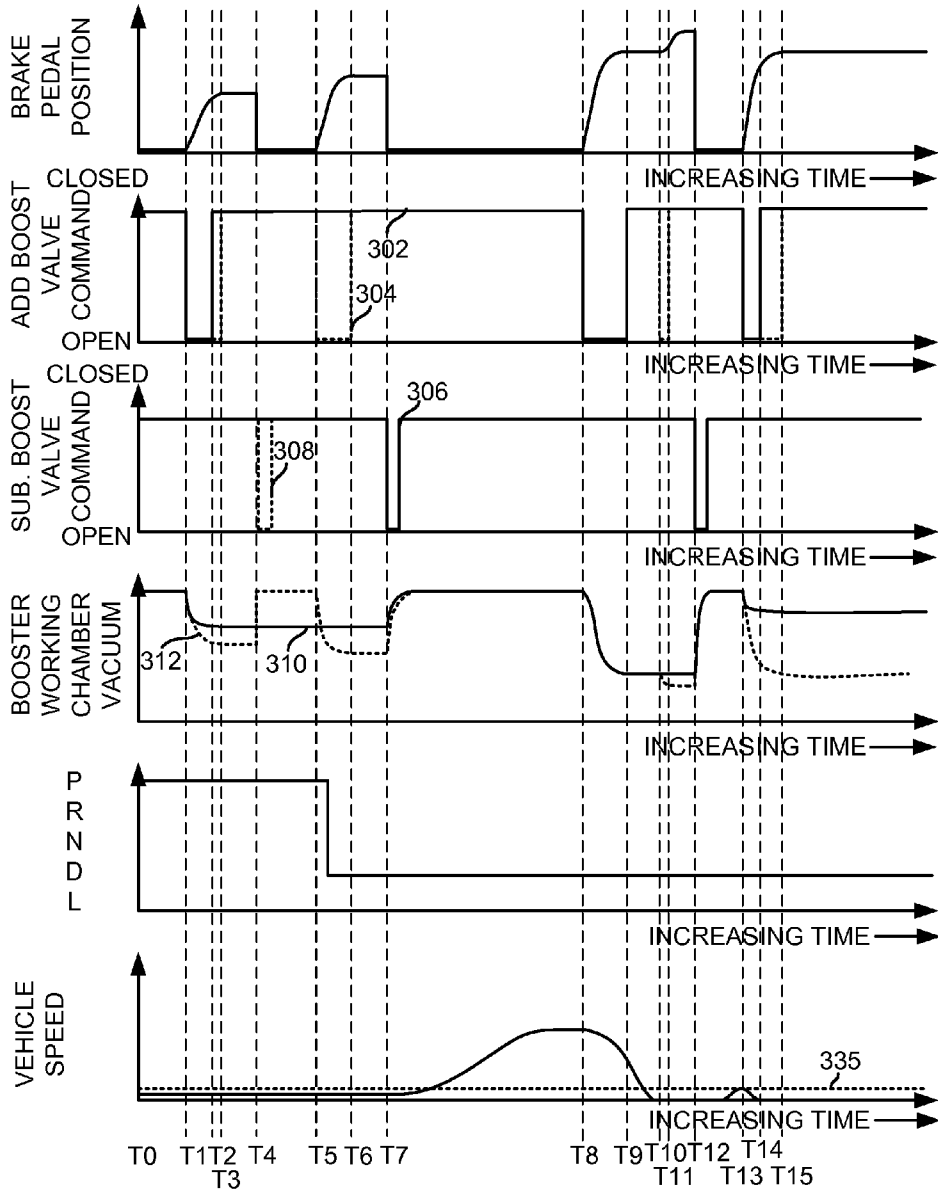 BRAKE
PEDAL
POSITION
INCREASING TIME
CLOSED
ADD BOOST
VALVE
COMMAND
OPEN
302
304
INCREASING TIME
CLOSED
SUB. BOOST
VALVE
COMMAND
OPEN
308
306
INCREASING TIME
BOOSTER
WORKING
CHAMBER
VACUUM
312
310
INCREASING TIME
P
R
N
D
L
INCREASING TIME
VEHICLE
SPEED
335
INCREASING TIME
T0 T1 T2 T4 T5 T6 T7 T8 T9 T10 T12 T14
T3 T11 T13 T15